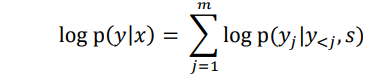 log p(y|x) = ∑_{j=1}^{m} log p(y_j|y_{<j}, s)